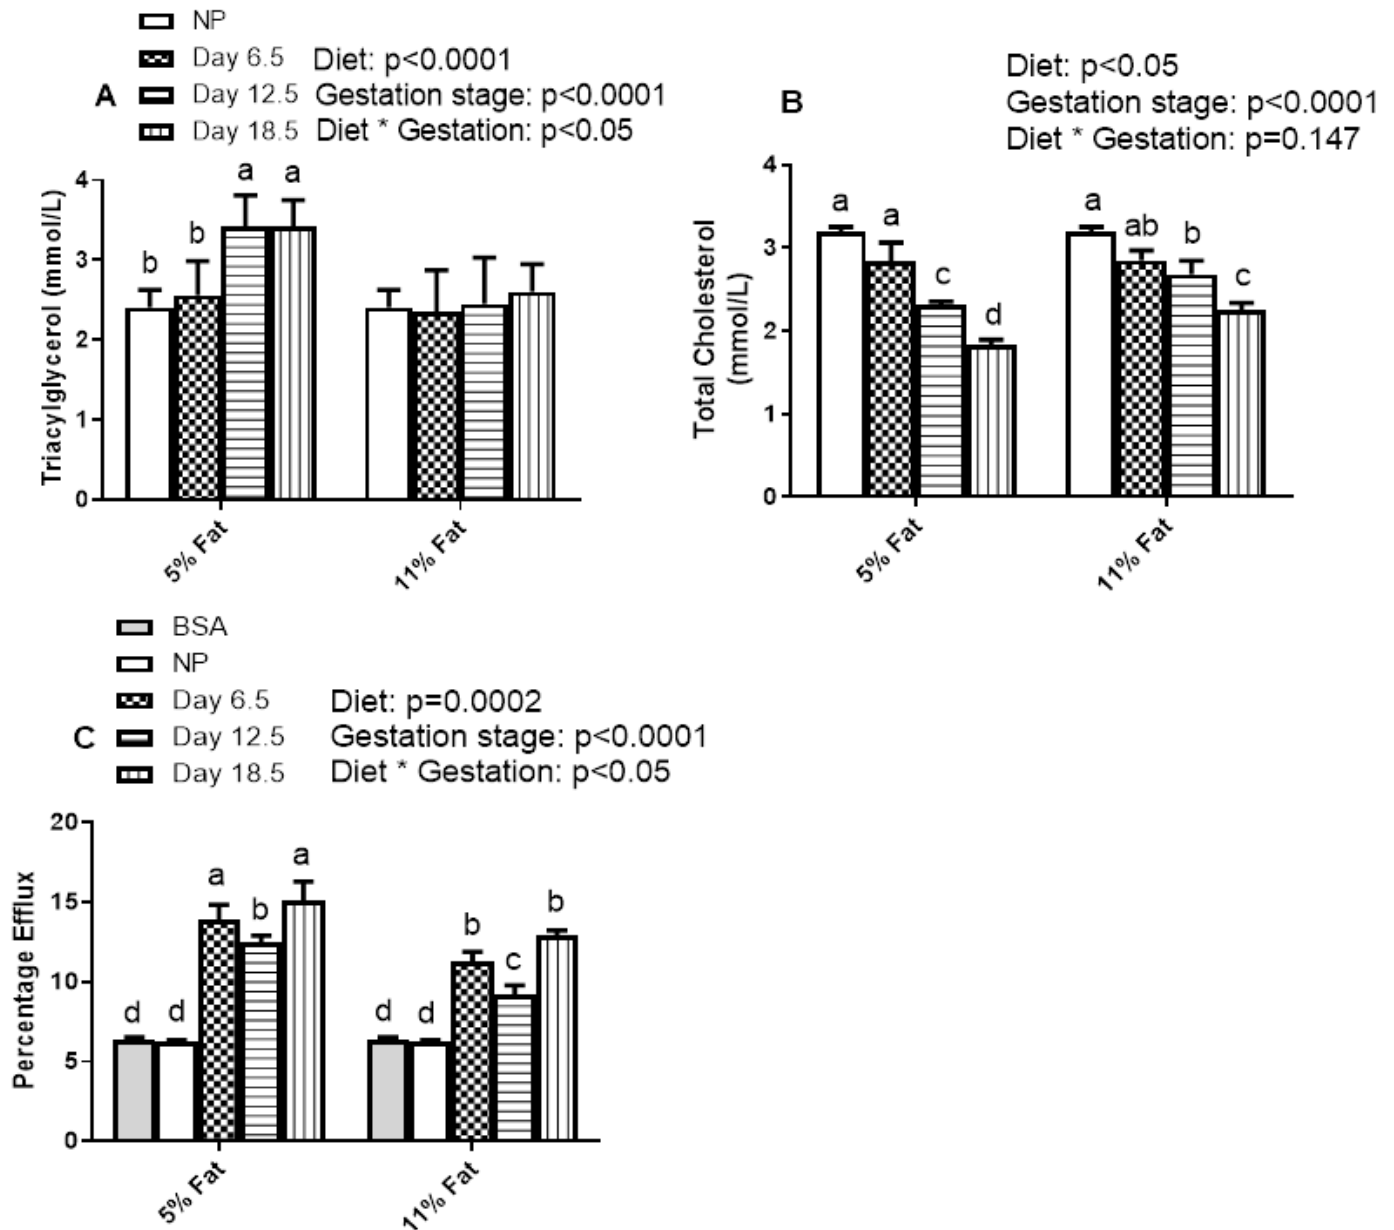 NP
Day 6.5
Day 12.5
Day 18.5
A
Diet: p<0.0001
Gestation stage: p<0.0001
Diet * Gestation: p<0.05
Triacylglycerol (mmol/L)
4
3
2
1
0
b
b
a
a
5% Fat
11% Fat
B
Diet: p<0.05
Gestation stage: p<0.0001
Diet * Gestation: p=0.147
Total Cholesterol
(mmol/L)
4
3
2
1
0
a
a
c
d
a
ab
b
c
5% Fat
11% Fat
BSA
NP
Day 6.5
Day 12.5
Day 18.5
C
Diet: p=0.0002
Gestation stage: p<0.0001
Diet * Gestation: p<0.05
Percentage Efflux
20
15
10
5
0
d
d
a
b
a
d
d
b
c
b
5% Fat
11% Fat